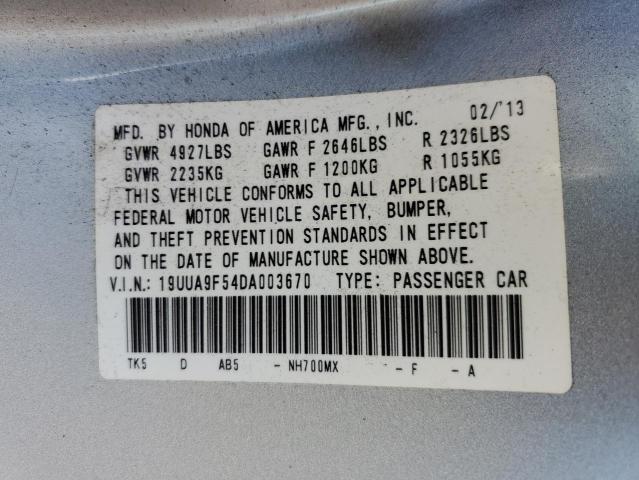 MFD. BY HONDA OF AMERICA MFG., INC. 02/'13
GVWR 4927LBS GAWR F 2646LBS R 2326LBS
GVWR 2235KG GAWR F 1200KG R 1055KG
THIS VEHICLE CONFORMS TO ALL APPLICABLE
FEDERAL MOTOR VEHICLE SAFETY, BUMPER,
AND THEFT PREVENTION STANDARDS IN EFFECT
ON THE DATE OF MANUFACTURE SHOWN ABOVE.
V.I.N.: 19UUA9F54DA003670 TYPE: PASSENGER CAR
TK5 D AB5 - NH700MX - F - A